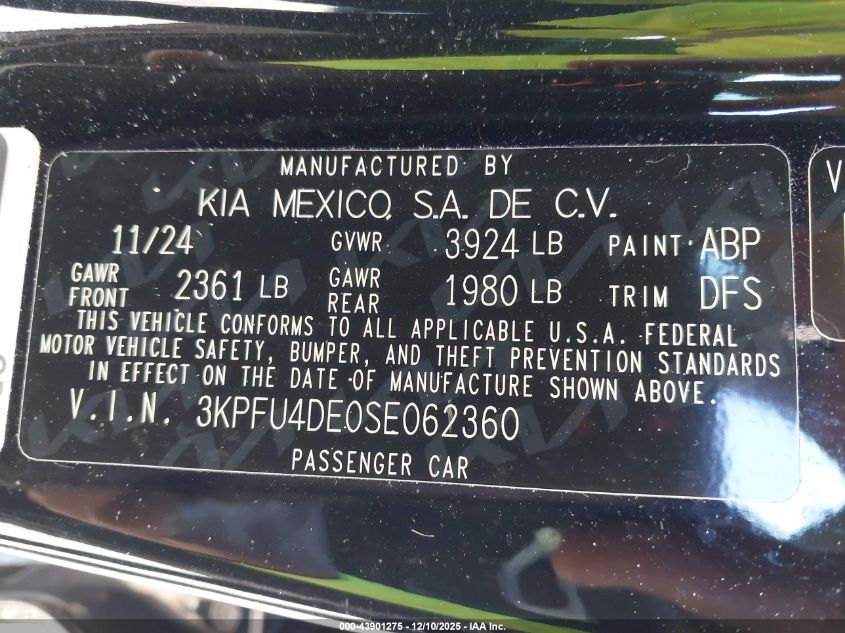 MANUFACTURED BY
KIA MEXICO, S.A. DE C.V.
11/24 GVWR 3924 LB PAINT ABP
GAWR FRONT 2361 LB GAWR REAR 1980 LB TRIM DFS
THIS VEHICLE CONFORMS TO ALL APPLICABLE U.S.A. FEDERAL
MOTOR VEHICLE SAFETY, BUMPER, AND THEFT PREVENTION STANDARDS
IN EFFECT ON THE DATE OF MANUFACTURE SHOWN ABOVE.
V.I.N. 3KPFU4DE0SE062360
PASSENGER CAR
V
000-43901275 - 12/10/2025 - IAA Inc.